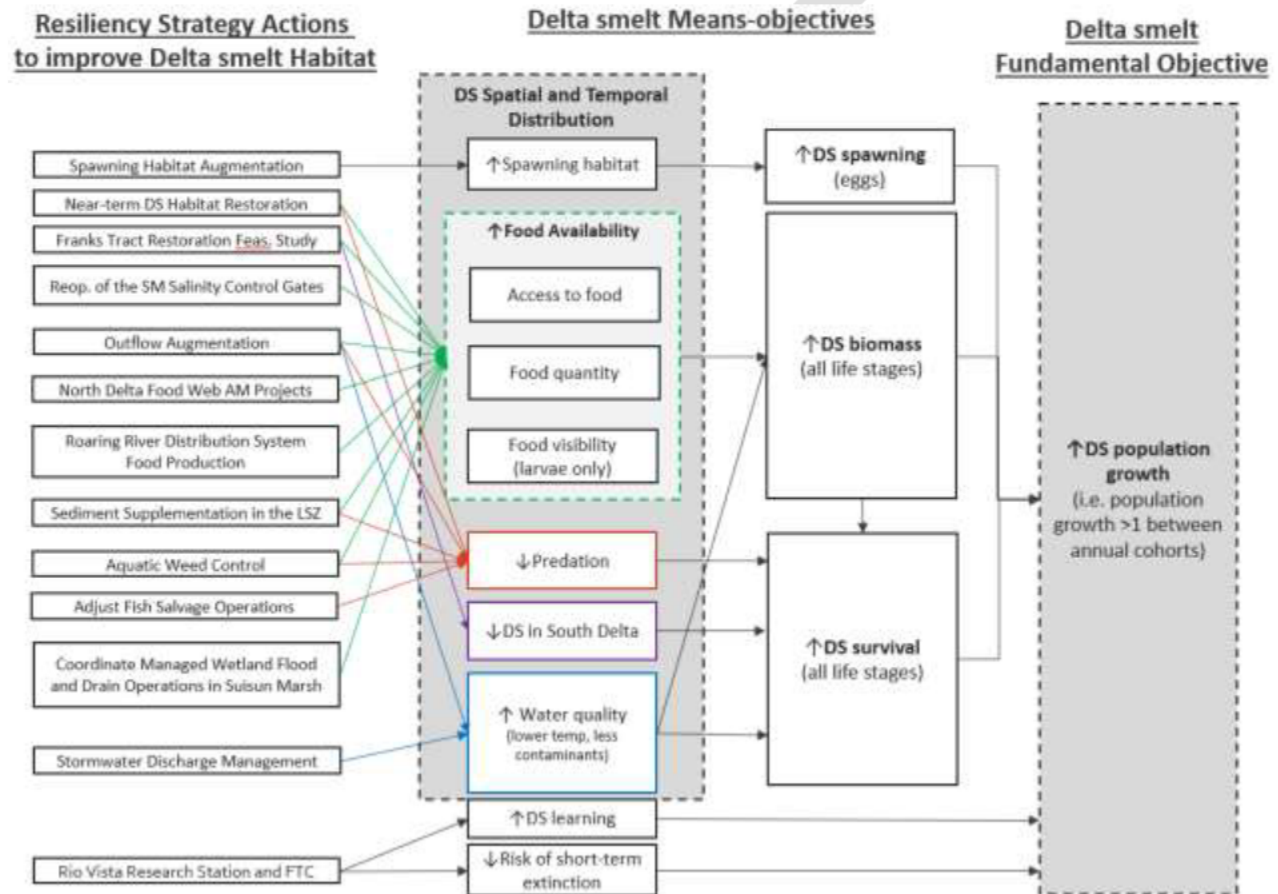 Resiliency Strategy Actions
to improve Delta smelt Habitat
Delta smelt Means-objectives
Delta smelt
Fundamental Objective
DS Spatial and Temporal
Distribution
Spawning Habitat Augmentation
Near-term DS Habitat Restoration
Franks Tract Restoration Feas. Study
Reop. of the SM Salinity Control Gates
Outflow Augmentation
North Delta Food Web AM Projects
Roaring River Distribution System
Food Production
Sediment Supplementation in the LSZ
Aquatic Weed Control
Adjust Fish Salvage Operations
Coordinate Managed Wetland Flood
and Drain Operations in Suisun Marsh
Stormwater Discharge Management
Rio Vista Research Station and FTC
↑Spawning habitat
↑Food Availability
Access to food
Food quantity
Food visibility
(larvae only)
↓Predation
↓DS in South Delta
↑ Water quality
(lower temp, less
contaminants)
↑DS learning
↓Risk of short-term
extinction
↑DS spawning
(eggs)
↑DS biomass
(all life stages)
↑DS survival
(all life stages)
↑DS population
growth
(i.e. population
growth >1 between
annual cohorts)